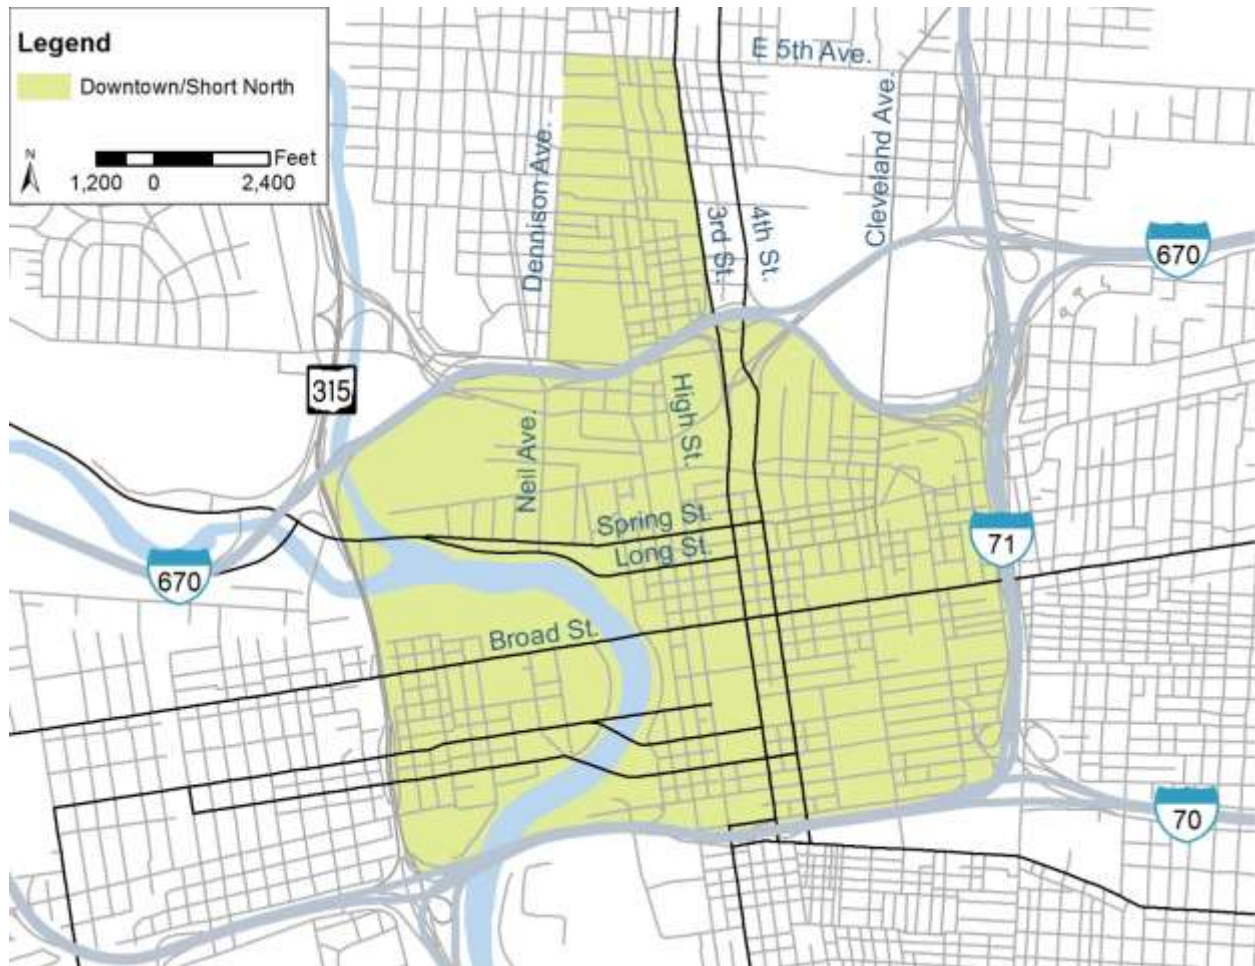 Legend
Downtown/Short North
N
Feet
1,200 0 2,400
E 5th Ave.
Dennison Ave.
3rd St.
4th St.
Cleveland Ave.
670
315
High St.
Neil Ave.
Spring St.
Long St.
71
670
Broad St.
70